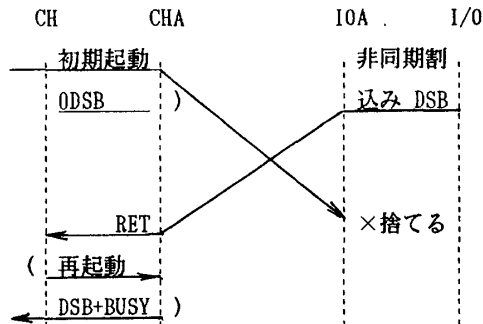 CH CHA IOA . I/O
初期起動 非同期割
0DSB ) 込み DSB
RET ×捨てる
( 再起動
DSB+BUSY )